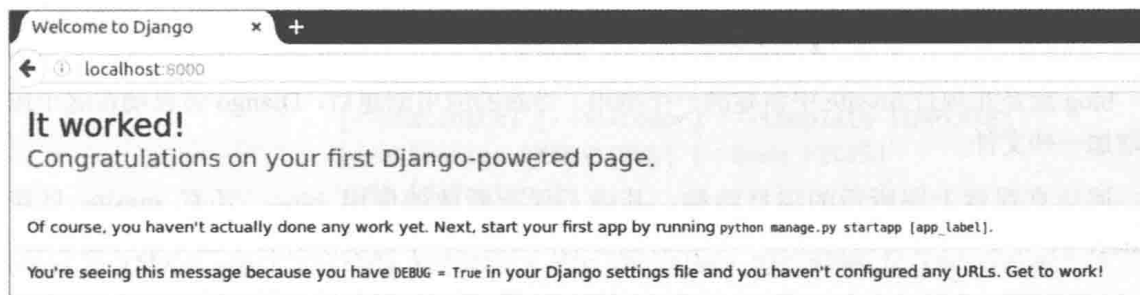 Welcome to Django × +
localhost:8000
It worked!
Congratulations on your first Django-powered page.
Of course, you haven't actually done any work yet. Next, start your first app by running python manage.py startapp [app_label].
You're seeing this message because you have DEBUG = True in your Django settings file and you haven't configured any URLs. Get to work!